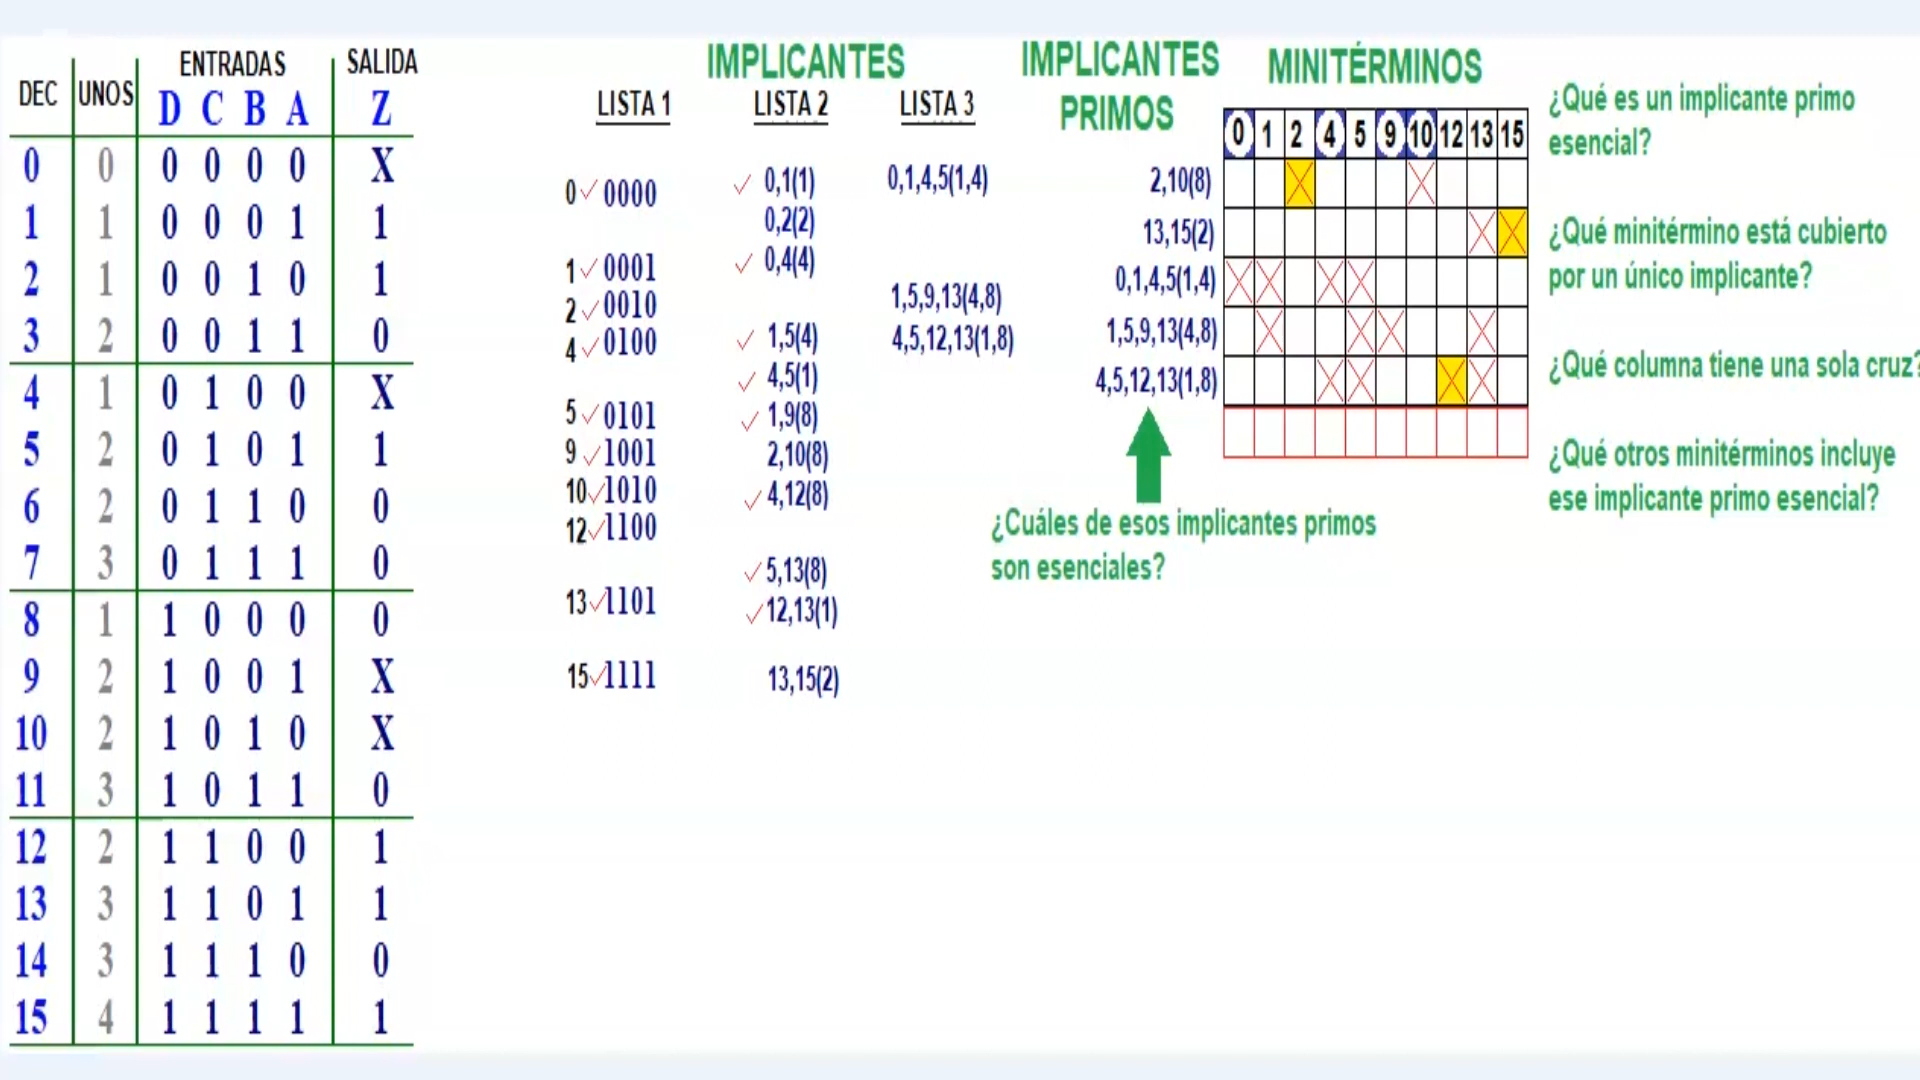 DEC UNOS ENTRADAS SALIDA
D C B A Z
0 0 0 0 0 0 X
1 1 0 0 0 1 1
2 1 0 0 1 0 1
3 2 0 0 1 1 0
4 1 0 1 0 0 X
5 2 0 1 0 1 1
6 2 0 1 1 0 0
7 3 0 1 1 1 0
8 1 1 0 0 0 0
9 2 1 0 0 1 X
10 2 1 0 1 0 X
11 3 1 0 1 1 0
12 2 1 1 0 0 1
13 3 1 1 0 1 1
14 3 1 1 1 0 0
15 4 1 1 1 1 1
IMPLICANTES
LISTA 1
0✓0000
1✓0001
2✓0010
4✓0100
5✓0101
9✓1001
10✓1010
12✓1100
13✓1101
15✓1111
LISTA 2
✓ 0,1(1)
0,2(2)
✓ 0,4(4)
✓ 1,5(4)
✓ 4,5(1)
✓ 1,9(8)
2,10(8)
✓ 4,12(8)
✓ 5,13(8)
✓ 12,13(1)
13,15(2)
LISTA 3
0,1,4,5(1,4)
1,5,9,13(4,8)
4,5,12,13(1,8)
IMPLICANTES
PRIMOS
2,10(8)
13,15(2)
0,1,4,5(1,4)
1,5,9,13(4,8)
4,5,12,13(1,8)
¿Cuáles de esos implicantes primos
son esenciales?
MINITÉRMINOS
0 1 2 4 5 9 10 12 13 15
X X
X X
X X X X
X X X X
X X X X
¿Qué es un implicante primo
esencial?
¿Qué minitérmino está cubierto
por un único implicante?
¿Qué columna tiene una sola cruz?
¿Qué otros minitérminos incluye
ese implicante primo esencial?